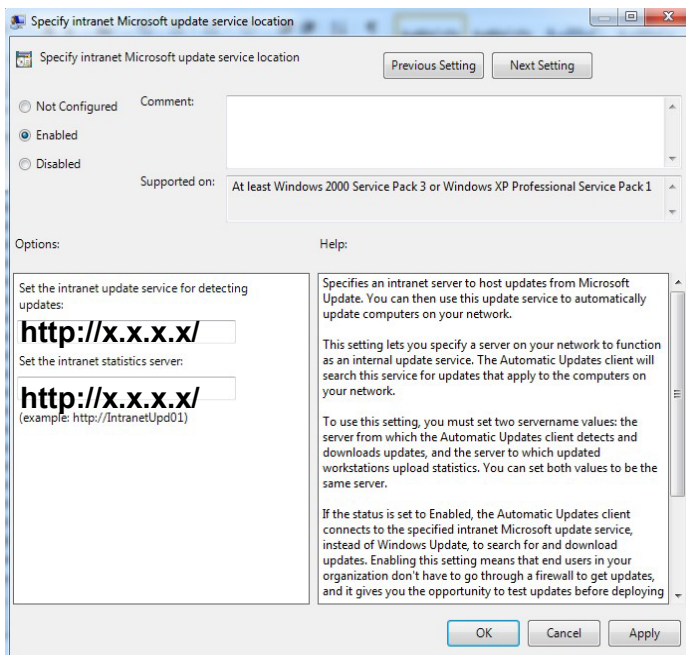 Specify intranet Microsoft update service location
Specify intranet Microsoft update service location
Previous Setting
Next Setting
Not Configured
Enabled
Disabled
Comment:
Supported on:
At least Windows 2000 Service Pack 3 or Windows XP Professional Service Pack 1
Options:
Help:
Set the intranet update service for detecting
updates:
http://x.x.x.x/
Set the intranet statistics server:
http://x.x.x.x/
(example: http://IntranetUpd01)
Specifies an intranet server to host updates from Microsoft
Update. You can then use this update service to automatically
update computers on your network.
This setting lets you specify a server on your network to function
as an internal update service. The Automatic Updates client will
search this service for updates that apply to the computers on
your network.
To use this setting, you must set two servername values: the
server from which the Automatic Updates client detects and
downloads updates, and the server to which updated
workstations upload statistics. You can set both values to be the
same server.
If the status is set to Enabled, the Automatic Updates client
connects to the specified intranet Microsoft update service,
instead of Windows Update, to search for and download
updates. Enabling this setting means that end users in your
organization don't have to go through a firewall to get updates,
and it gives you the opportunity to test updates before deploying
OK
Cancel
Apply